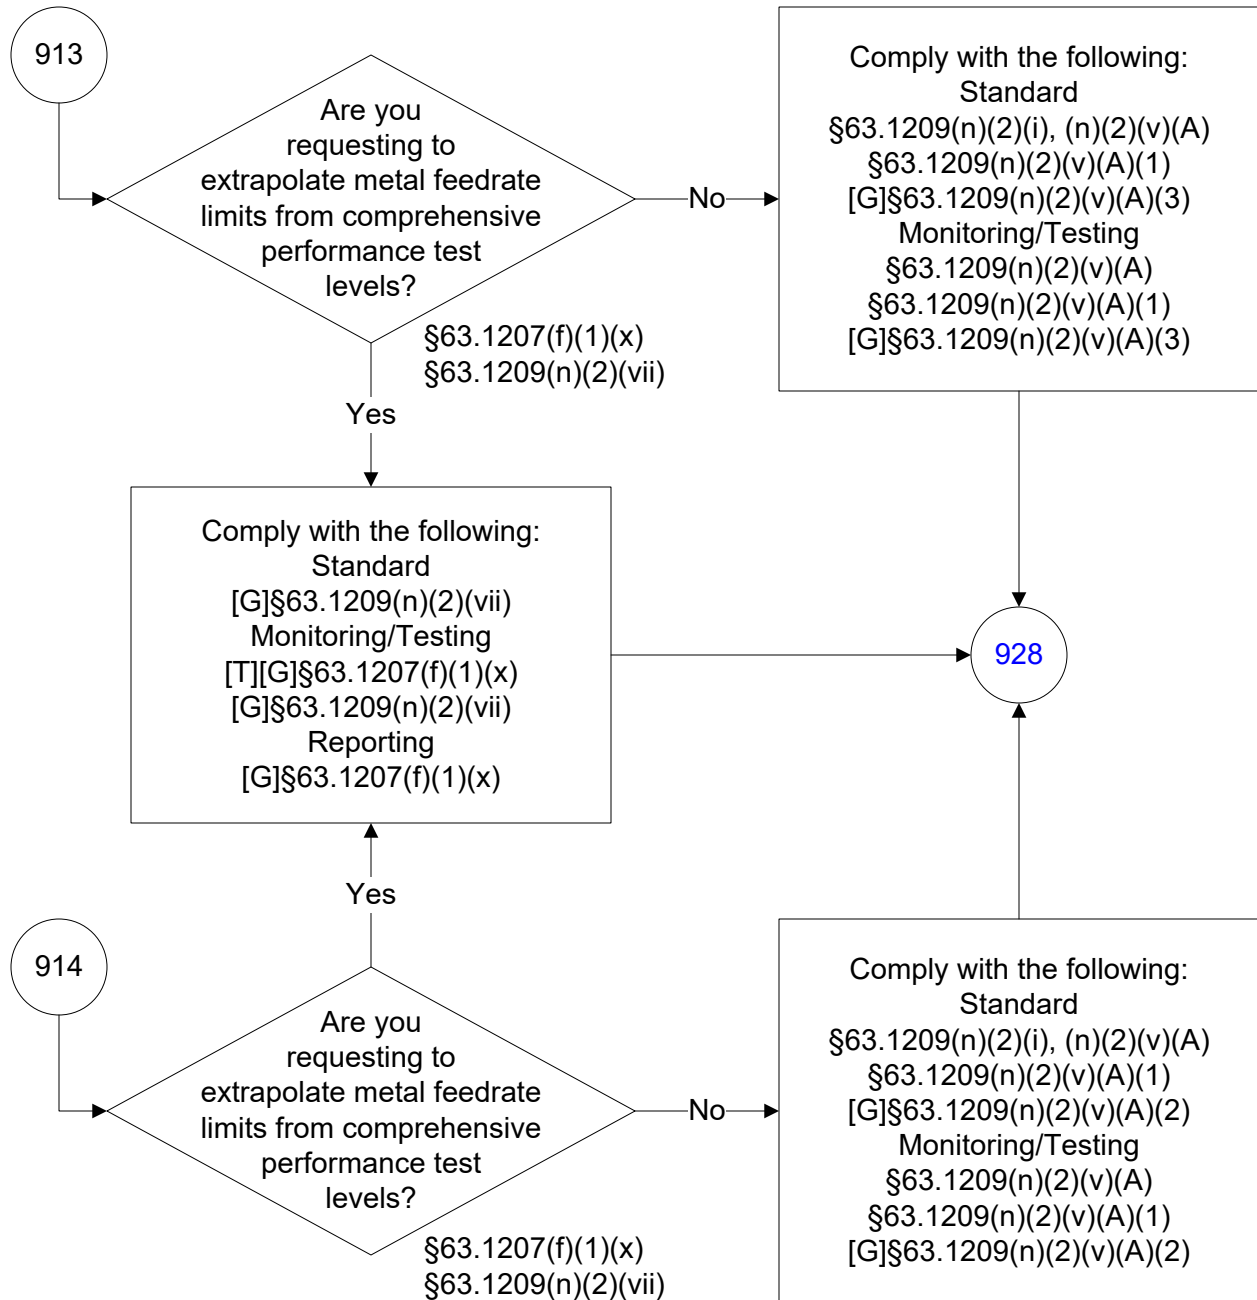 913
Are you
requesting to
extrapolate metal feedrate
limits from comprehensive
performance test
levels?
§63.1207(f)(1)(x)
§63.1209(n)(2)(vii)
No
Comply with the following:
Standard
§63.1209(n)(2)(i), (n)(2)(v)(A)
§63.1209(n)(2)(v)(A)(1)
[G]§63.1209(n)(2)(v)(A)(3)
Monitoring/Testing
§63.1209(n)(2)(v)(A)
§63.1209(n)(2)(v)(A)(1)
[G]§63.1209(n)(2)(v)(A)(3)
Yes
Comply with the following:
Standard
[G]§63.1209(n)(2)(vii)
Monitoring/Testing
[T][G]§63.1207(f)(1)(x)
[G]§63.1209(n)(2)(vii)
Reporting
[G]§63.1207(f)(1)(x)
928
Yes
914
Are you
requesting to
extrapolate metal feedrate
limits from comprehensive
performance test
levels?
§63.1207(f)(1)(x)
§63.1209(n)(2)(vii)
No
Comply with the following:
Standard
§63.1209(n)(2)(i), (n)(2)(v)(A)
§63.1209(n)(2)(v)(A)(1)
[G]§63.1209(n)(2)(v)(A)(2)
Monitoring/Testing
§63.1209(n)(2)(v)(A)
§63.1209(n)(2)(v)(A)(1)
[G]§63.1209(n)(2)(v)(A)(2)